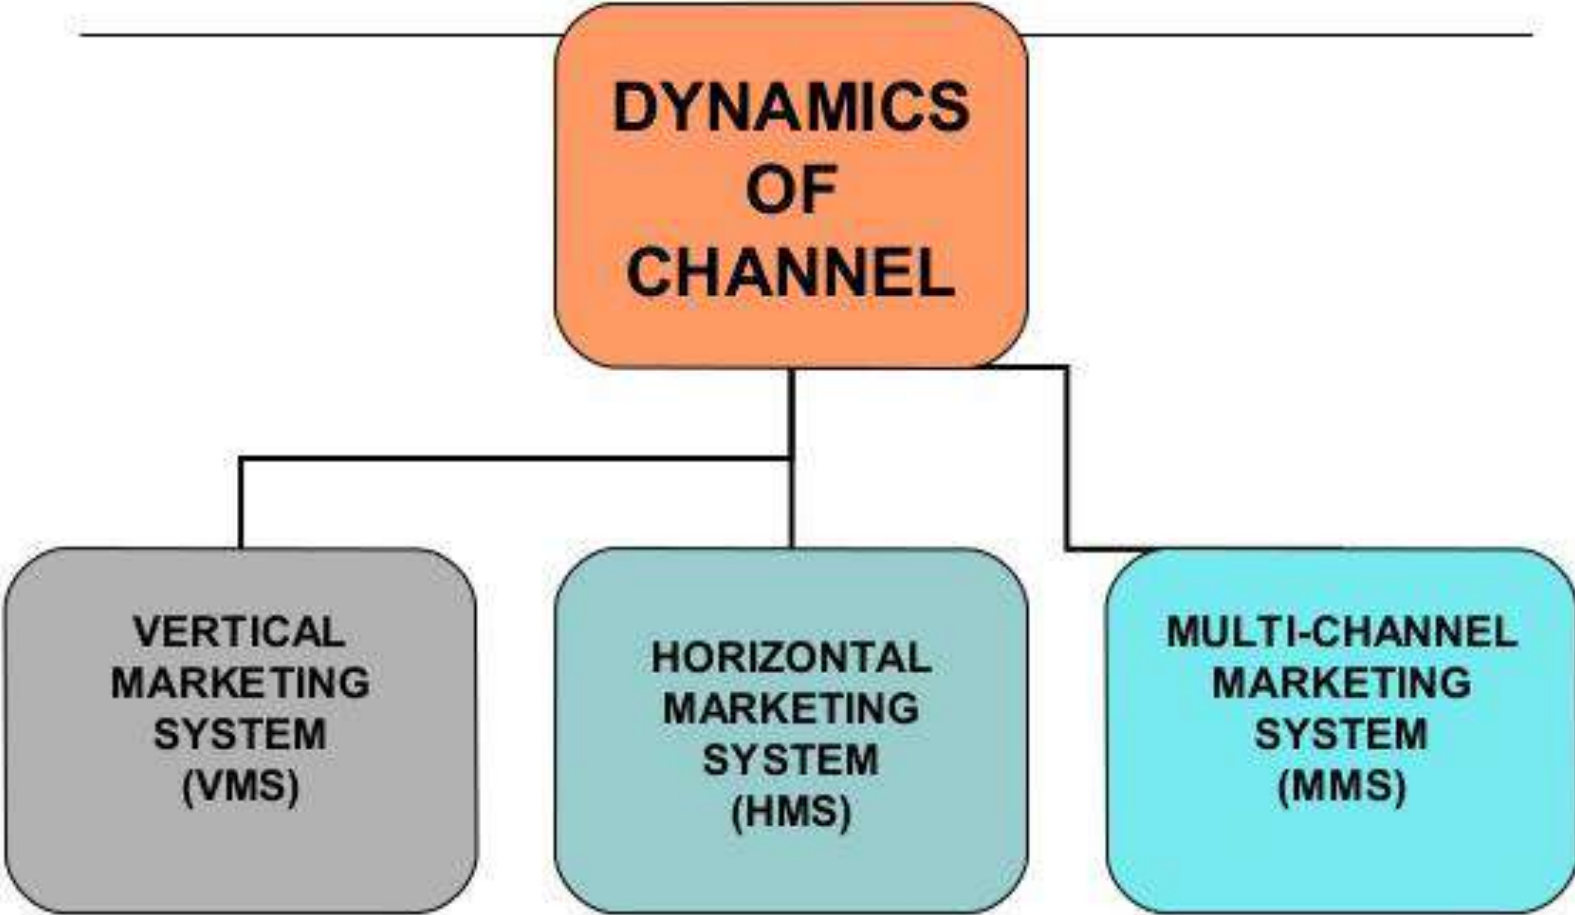 DYNAMICS
OF
CHANNEL
VERTICAL
MARKETING
SYSTEM
(VMS)
HORIZONTAL
MARKETING
SYSTEM
(HMS)
MULTI-CHANNEL
MARKETING
SYSTEM
(MMS)